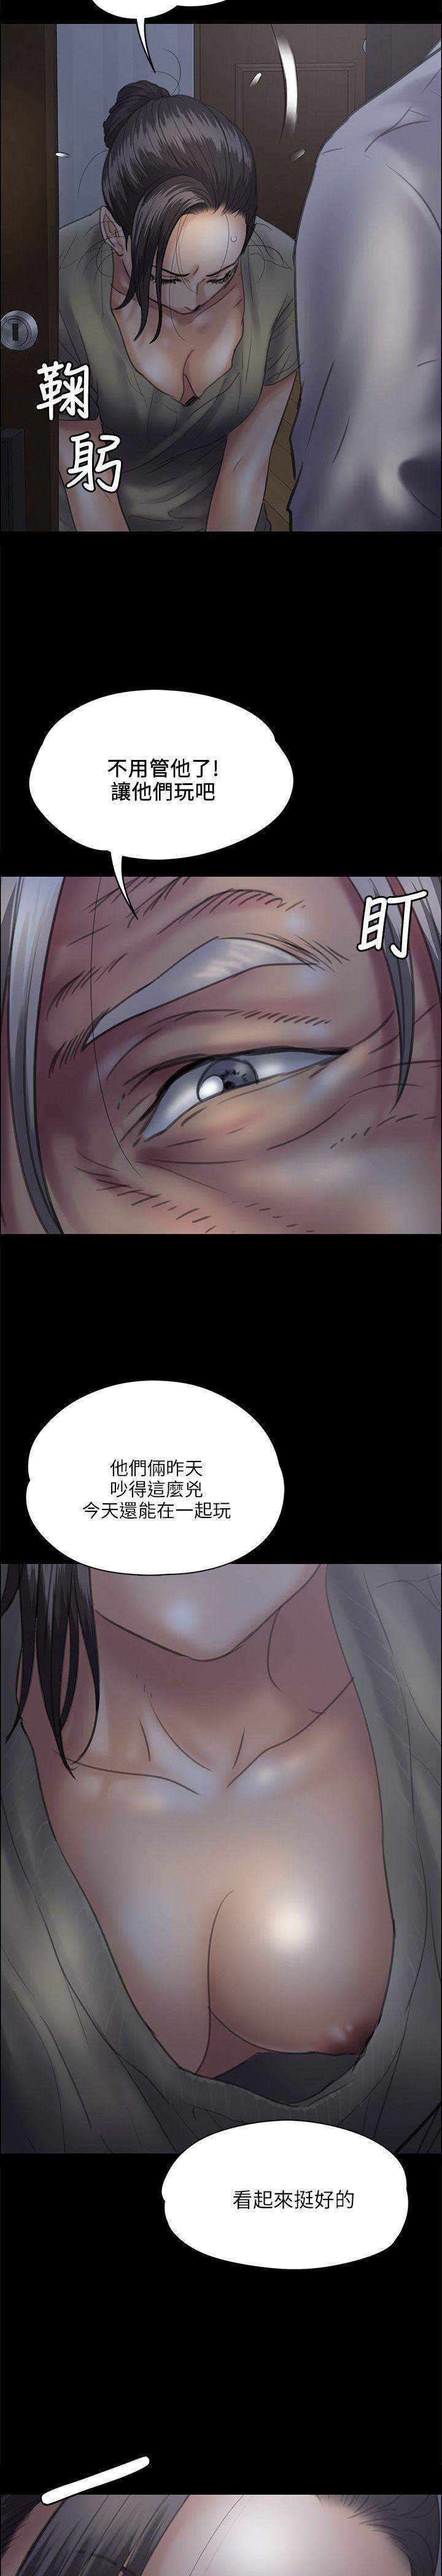 鞠
躬
不用管他了!
讓他們玩吧
盯
他們倆昨天
吵得這麼兇
今天還能在一起玩
看起來挺好的